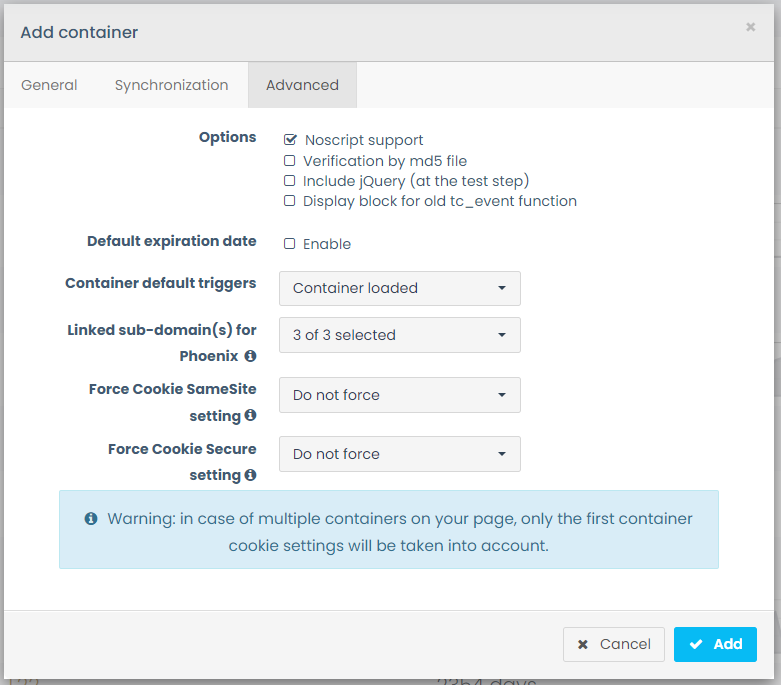 Add container
×
General Synchronization Advanced
Options
Noscript support
Verification by md5 file
Include jQuery (at the test step)
Display block for old tc_event function
Default expiration date
Enable
Container default triggers
Container loaded
Linked sub-domain(s) for
Phoenix
3 of 3 selected
Force Cookie SameSite
setting
Do not force
Force Cookie Secure
setting
Do not force
Warning: in case of multiple containers on your page, only the first container
cookie settings will be taken into account.
Cancel Add